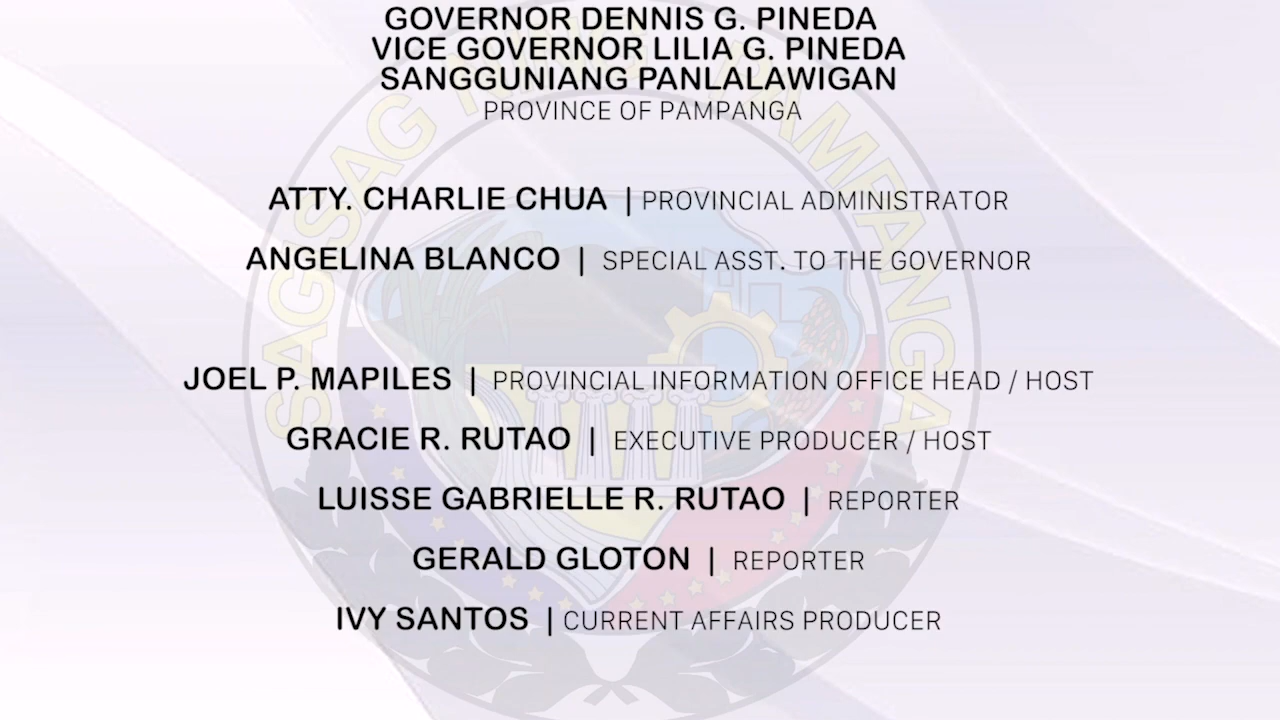 GOVERNOR DENNIS G. PINEDA
VICE GOVERNOR LILIA G. PINEDA
SANGGUNIANG PANLALAWIGAN
PROVINCE OF PAMPANGA
ATTY. CHARLIE CHUA | PROVINCIAL ADMINISTRATOR
ANGELINA BLANCO | SPECIAL ASST. TO THE GOVERNOR
JOEL P. MAPILES | PROVINCIAL INFORMATION OFFICE HEAD / HOST
GRACIE R. RUTAO | EXECUTIVE PRODUCER / HOST
LUISSE GABRIELLE R. RUTAO | REPORTER
GERALD GLOTON | REPORTER
IVY SANTOS | CURRENT AFFAIRS PRODUCER
SAGISAG PAMPANGA